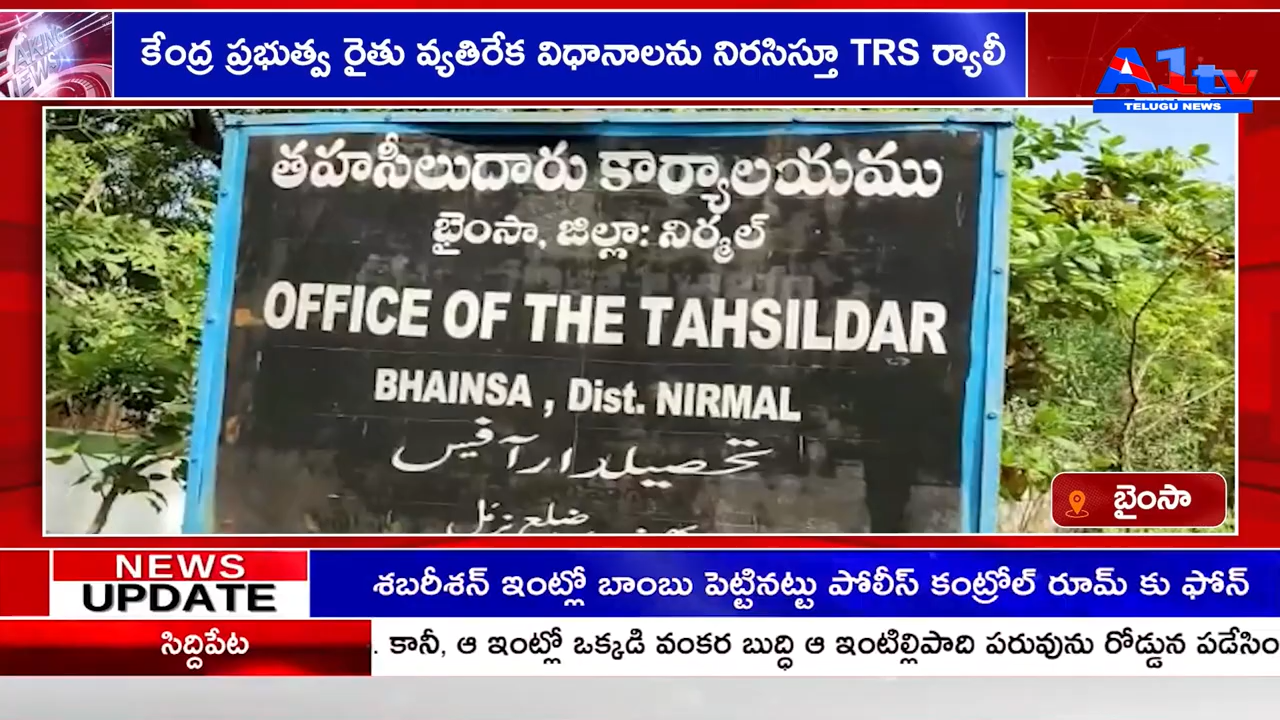 కేంద్ర ప్రభుత్వ రైతు వ్యతిరేక విధానాలను నిరసిస్తూ TRS ర్యాలీ
A1tv
TELUGU NEWS
తహసీలుదారు కార్యాలయము
భైంసా, జిల్లా: నిర్మల్
OFFICE OF THE TAHSILDAR
BHAINSA , Dist. NIRMAL
تحصیلدار آفیس
బైంసా
NEWS
UPDATE
శబరీశన్ ఇంట్లో బాంబు పెట్టినట్టు పోలీస్ కంట్రోల్ రూమ్ కు ఫోన్
సిద్దిపేట
. కానీ, ఆ ఇంట్లో ఒక్కడి వంకర బుద్ధి ఆ ఇంటిల్లిపాది పరువును రోడ్డున పడేసిం